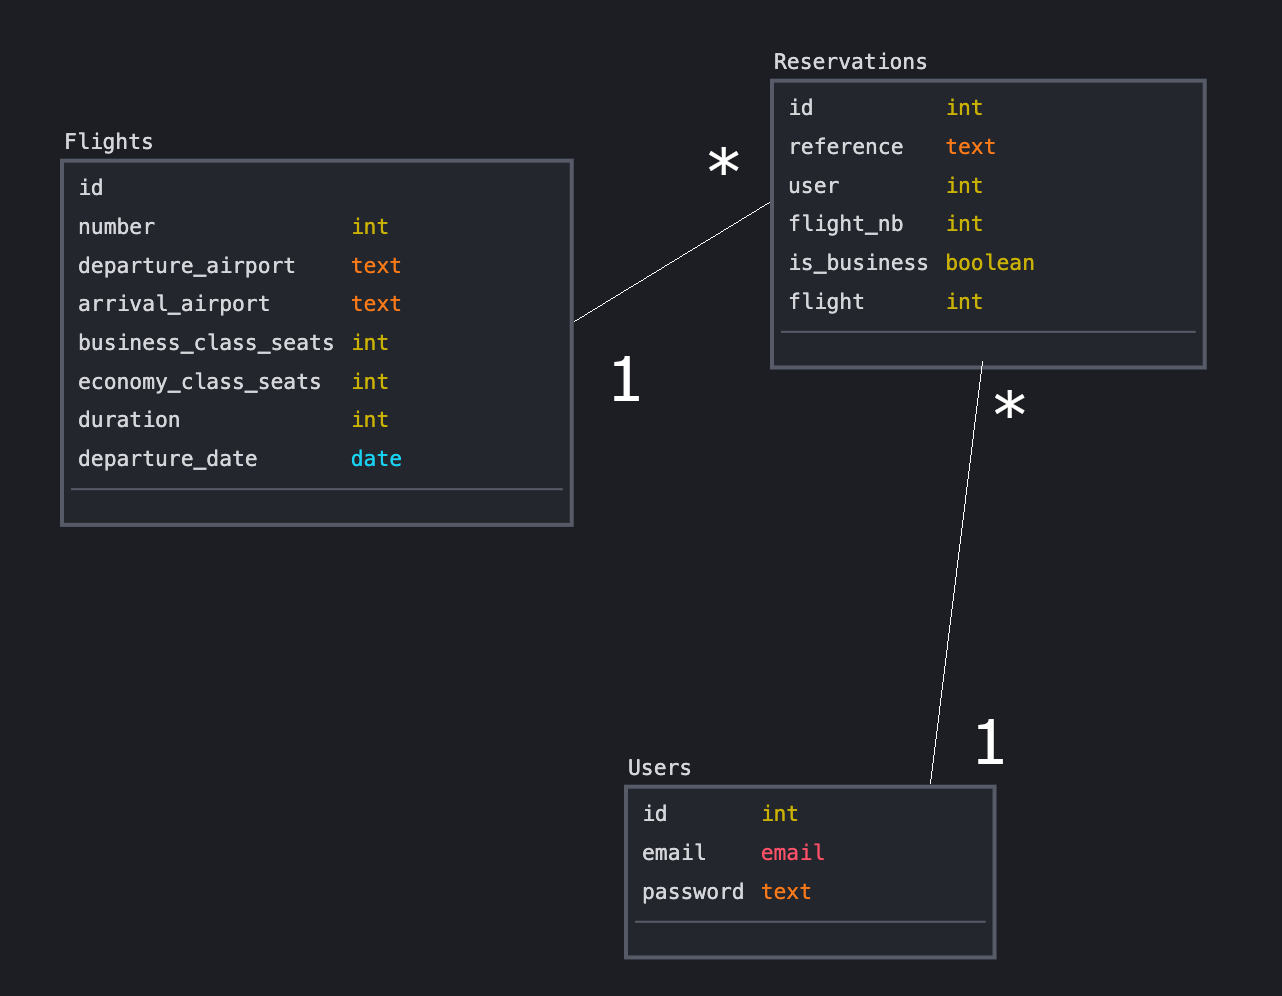 Flights
id
number int
departure_airport text
arrival_airport text
business_class_seats int
economy_class_seats int
duration int
departure_date date
*
1
Reservations
id int
reference text
user int
flight_nb int
is_business boolean
flight int
*
1
Users
id int
email email
password text